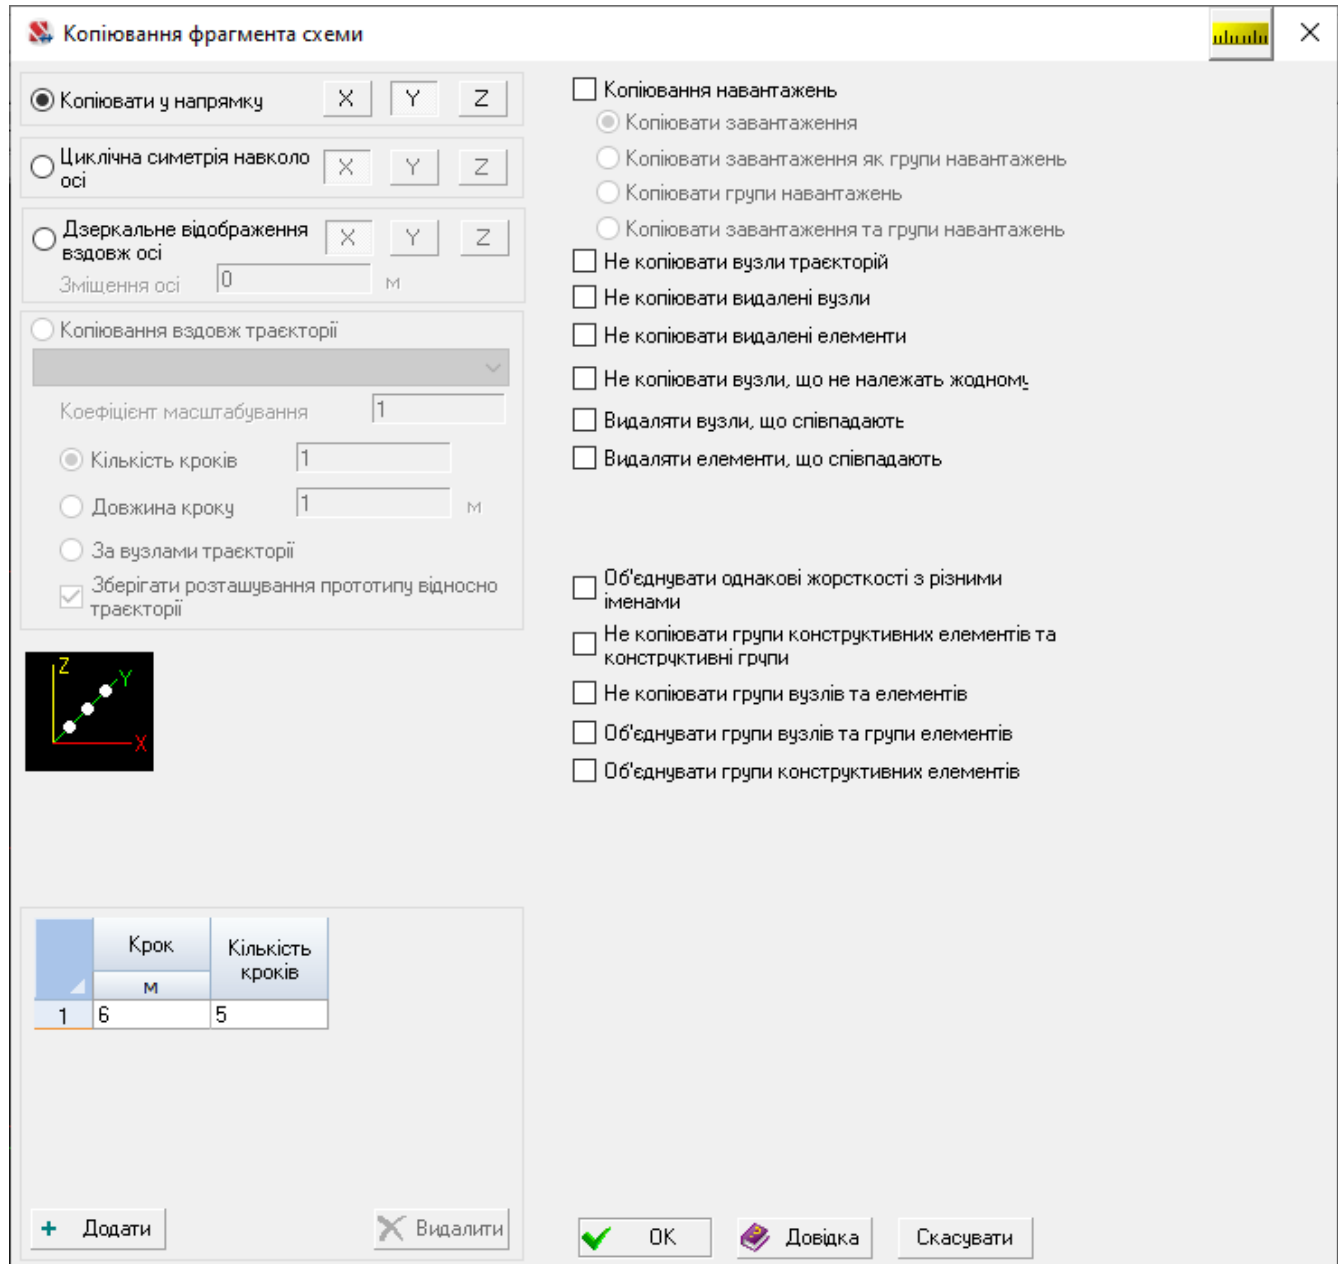 Копіювання фрагмента схеми
Копіювати у напрямку X Y Z
Циклічна симетрія навколо
осі X Y Z
Дзеркальне відображення
вздовж осі X Y Z
Зміщення осі 0 м
Копіювання вздовж траєкторії
Коефіцієнт масштабування 1
Кількість кроків 1
Довжина кроку 1 м
За вузлами траєкторії
Зберігати розташування прототипу відносно
траєкторії
Z
Y
X
Крок
м
Кількість
кроків
1 6 5
Додати
Видалити
Копіювання навантажень
Копіювати завантаження
Копіювати завантаження як групи навантажень
Копіювати групи навантажень
Копіювати завантаження та групи навантажень
Не копіювати вузли траєкторій
Не копіювати видалені вузли
Не копіювати видалені елементи
Не копіювати вузли, що не належать жодному
Видаляти вузли, що співпадають
Видаляти елементи, що співпадають
Об'єднувати однакові жорсткості з різними
іменами
Не копіювати групи конструктивних елементів та
конструктивні групи
Не копіювати групи вузлів та елементів
Об'єднувати групи вузлів та групи елементів
Об'єднувати групи конструктивних елементів
OK
Довідка
Скасувати